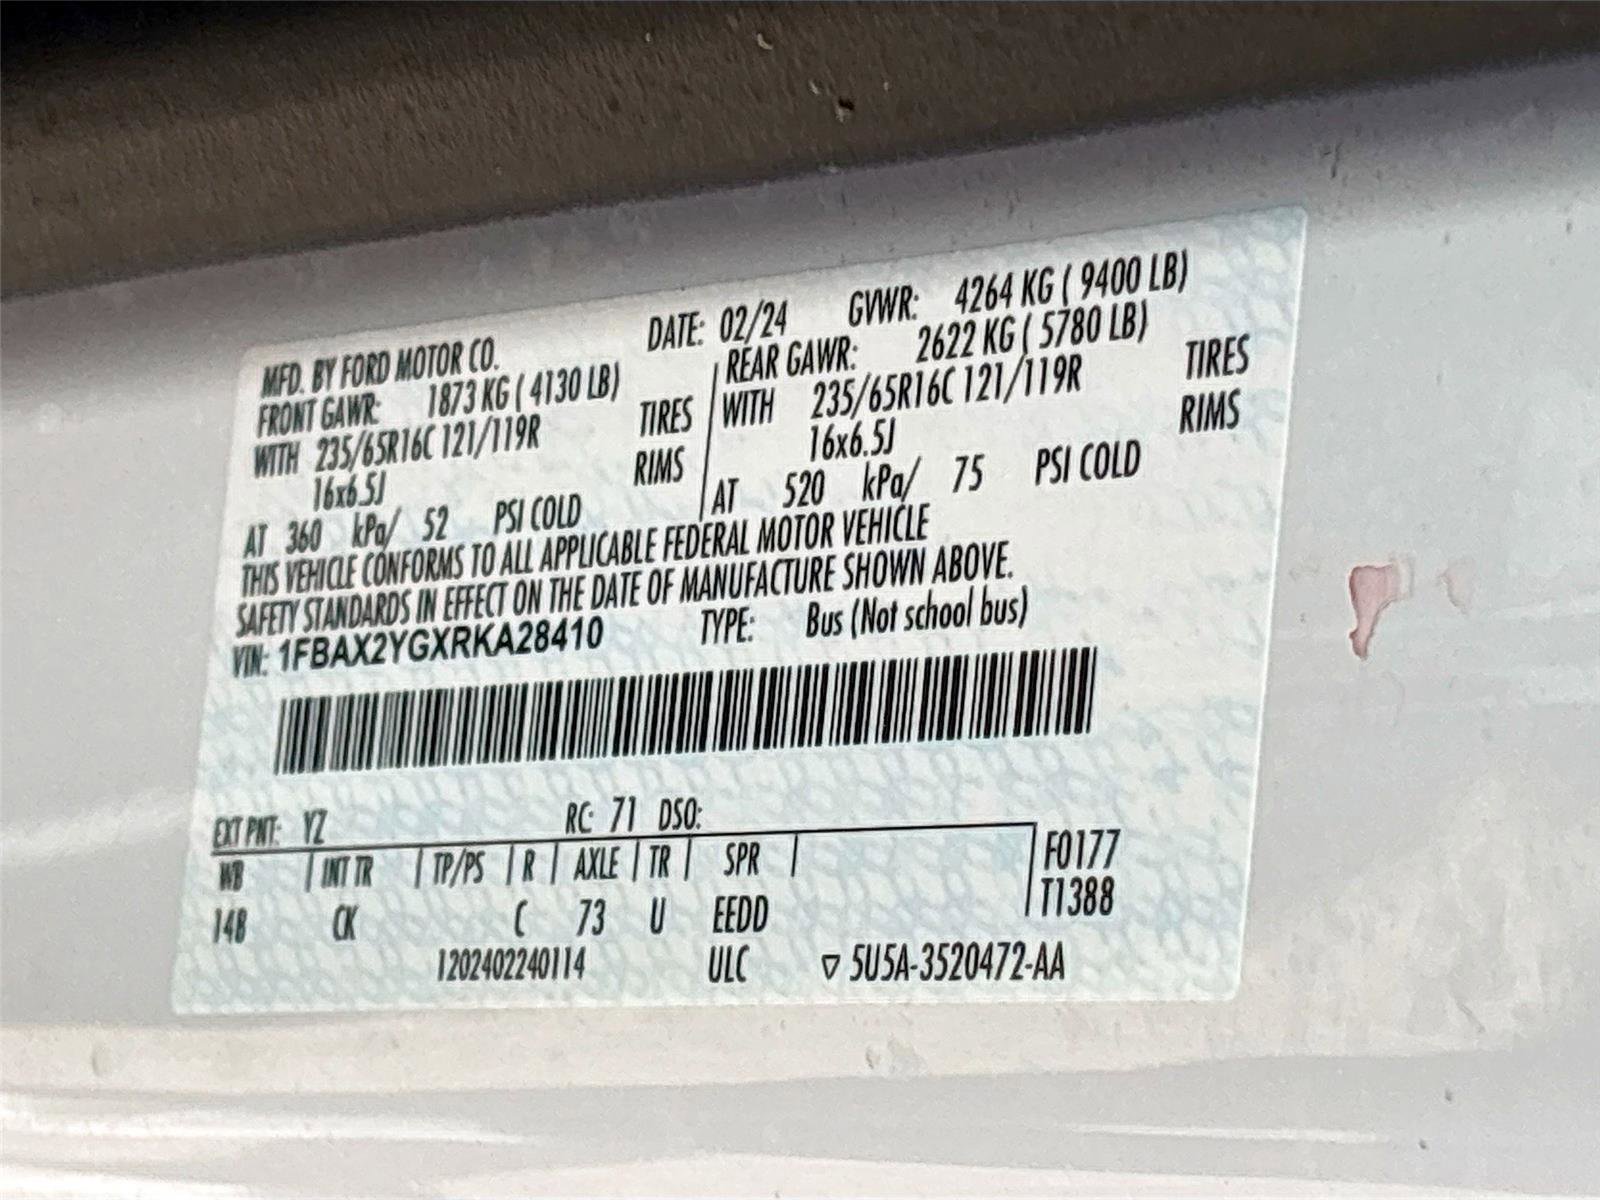 MFD. BY FORD MOTOR CO. DATE: 02/24 GVWR: 4264 KG ( 9400 LB)
FRONT GAWR: 1873 KG ( 4130 LB) REAR GAWR: 2622 KG ( 5780 LB)
WITH 235/65R16C 121/119R TIRES WITH 235/65R16C 121/119R TIRES
16x6.5J RIMS 16x6.5J RIMS
AT 360 kPa/ 52 PSI COLD AT 520 kPa/ 75 PSI COLD
THIS VEHICLE CONFORMS TO ALL APPLICABLE FEDERAL MOTOR VEHICLE
SAFETY STANDARDS IN EFFECT ON THE DATE OF MANUFACTURE SHOWN ABOVE.
VIN: 1FBAX2YGXRKA28410 TYPE: Bus (Not school bus)
EXT PNT: YZ RC: 71 DSO:
WB INT TR TP/PS R AXLE TR SPR F0177
14B CK C 73 U EEDD T1388
1202402240114 ULC ▽ 5U5A-3520472-AA